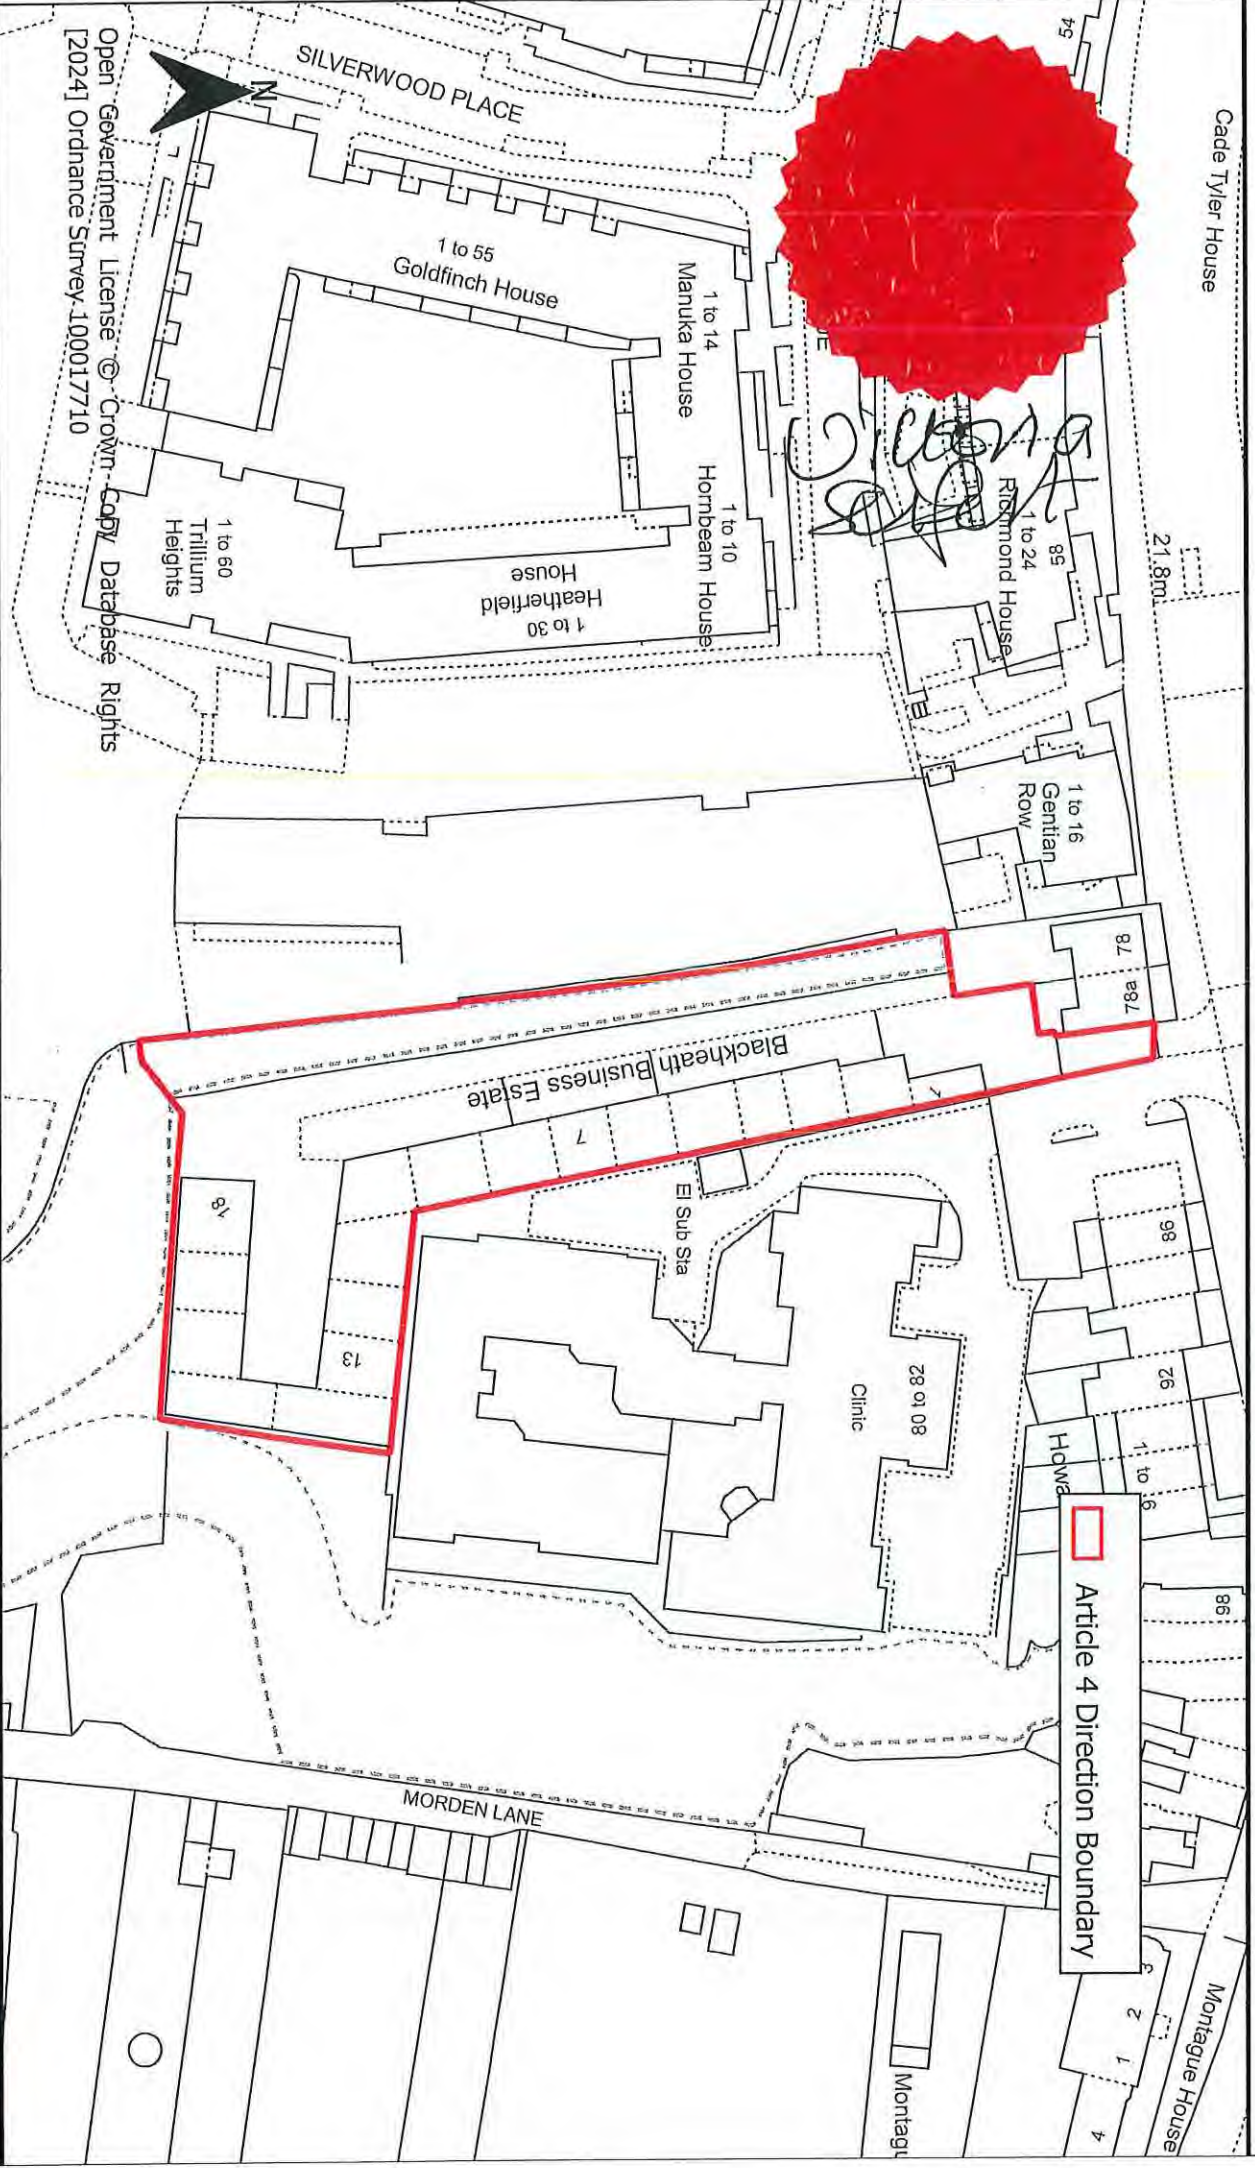 Cade Tyler House
54
21.8m
SILVERWOOD PLACE
1 to 55
Goldfinch House
1 to 14
Manuka House
1 to 10
Hornbeam House
1 to 30
Heatherfield
House
1 to 60
Trillium
Heights
85
1 to 24
Richmond House
1 to 16
Gentian
Row
78
78a
Blackheath Business Estate
1
7
13
18
El Sub Sta
Clinic
80 to 82
98
92
1 to 6
Howa
86
Article 4 Direction Boundary
MORDEN LANE
Montague House
3
2
1
4
Montagu
N
Open Government License © Crown Copy Database Rights
[2024] Ordnance Survey 100017710